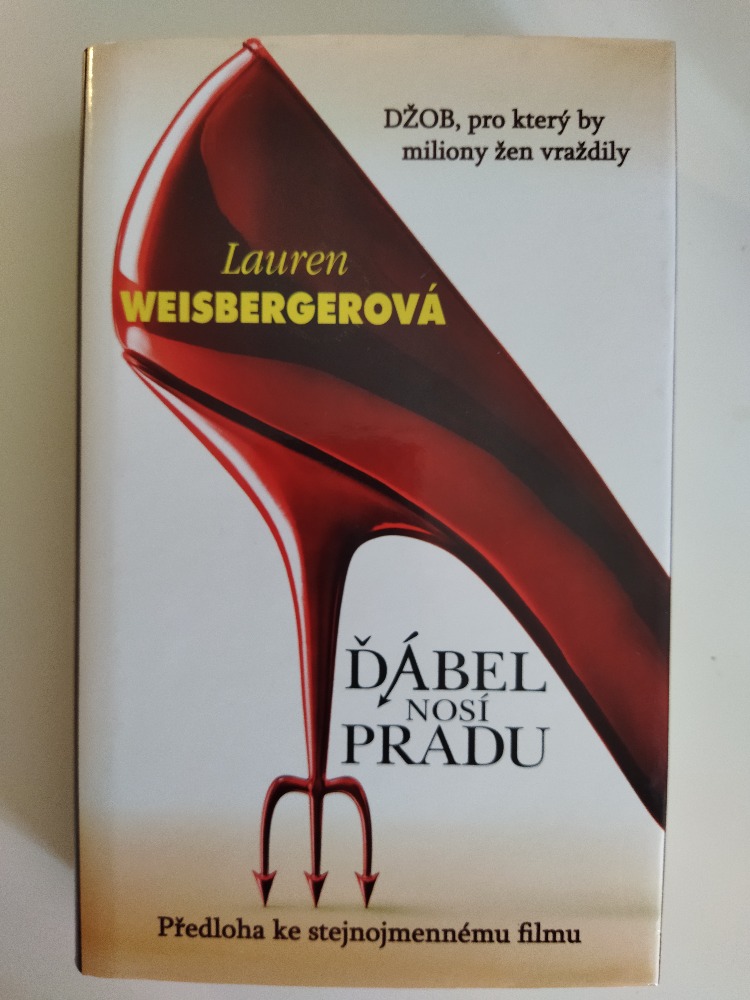 DŽOB, pro který by
miliony žen vraždily
Lauren
WEISBERGEROVÁ
ĎÁBEL
NOSÍ
PRADU
Předloha ke stejnojmennému filmu